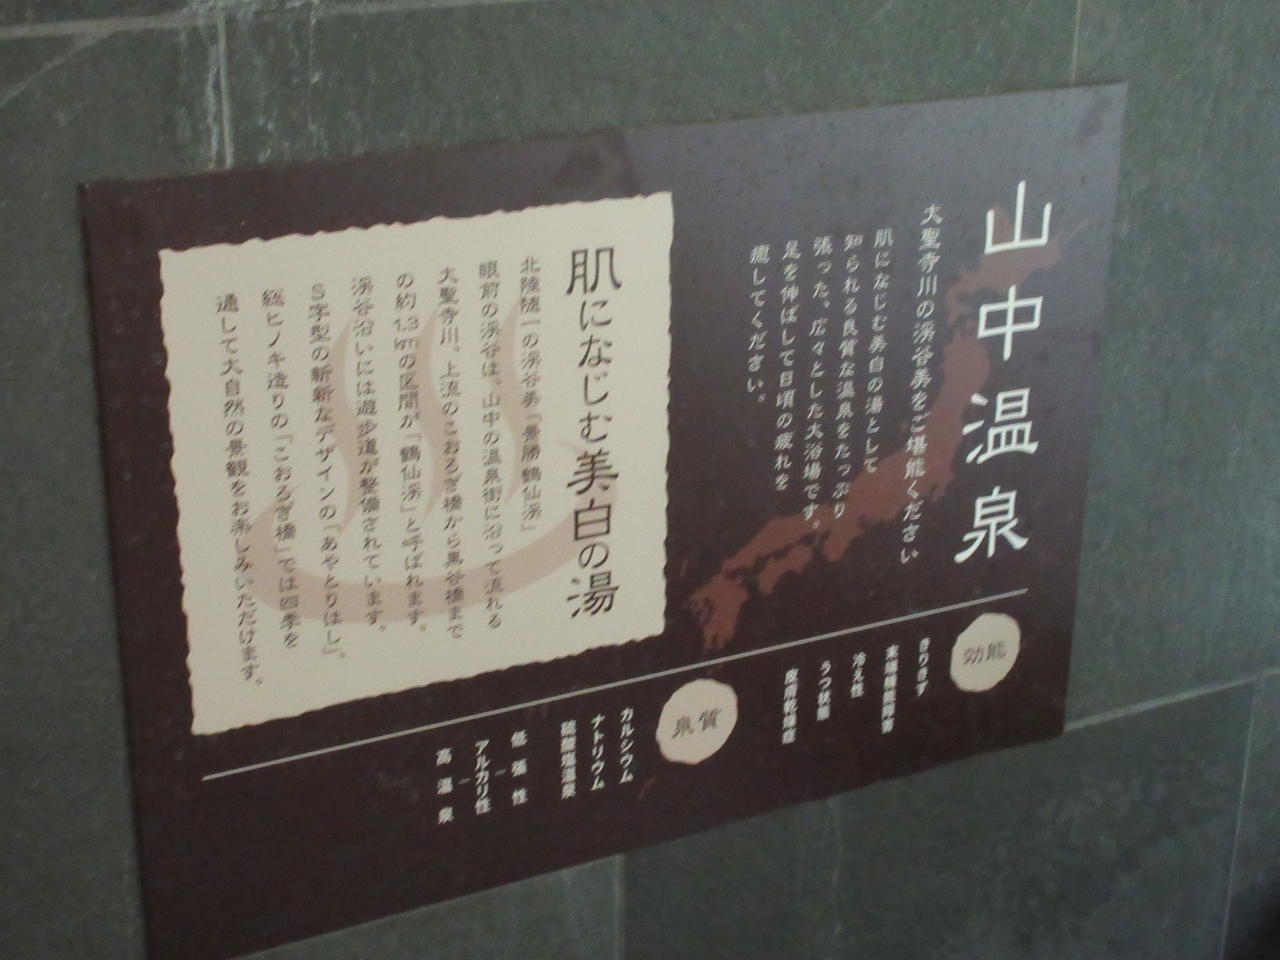 山中温泉
大聖寺川の渓谷美をご堪能ください
肌になじむ美白の湯として
知られる良質な温泉をたっぷり
張った、広々とした大浴場です。
足を伸ばして日頃の疲れを
癒してください。
効能
きりすず
末梢循環障害
冷え性
うつ状態
皮膚乾燥症
肌になじむ美白の湯
北陸随一の渓谷美「景勝鶴仙渓」
眼前の渓谷は、山中の温泉街に沿って流れる
大聖寺川。上流のこおろぎ橋から黒谷橋まで
の約1.3kmの区間が「鶴仙渓」と呼ばれます。
渓谷沿いには遊歩道が整備されています。
S字型の斬新なデザインの「あやとりはし」、
総ヒノキ造りの「こおろぎ橋」では四季を
通して大自然の景観をお楽しみいただけます。
泉質
カルシウム
ナトリウム
硫酸塩温泉
低張性
アルカリ性
高温泉